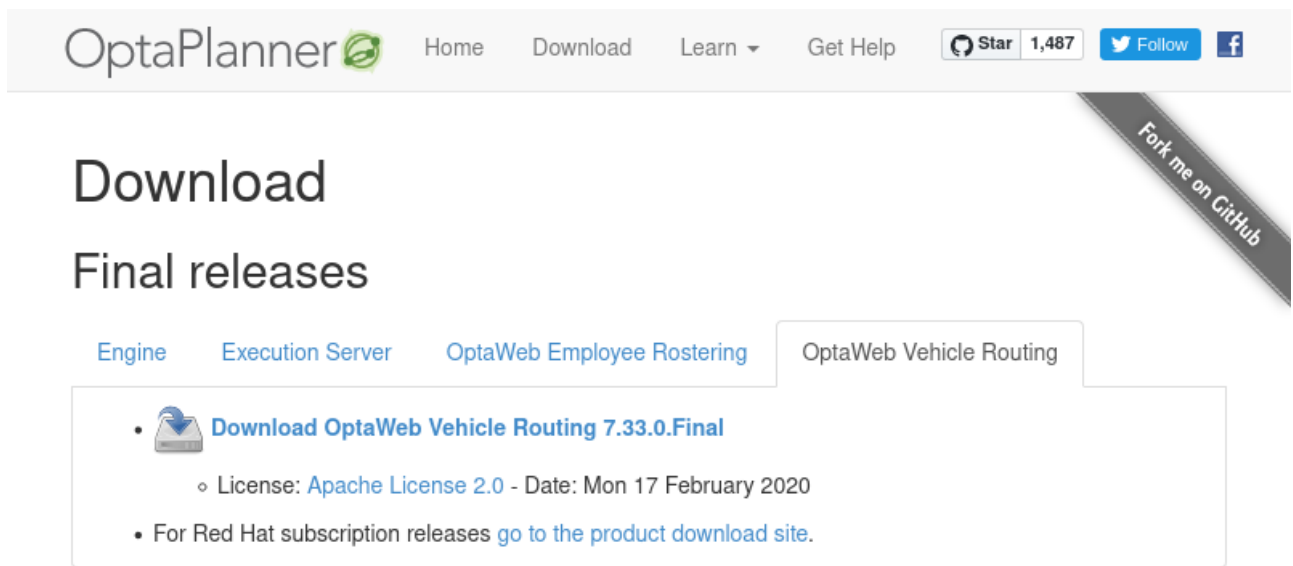 OptaPlanner Home Download Learn Get Help Star 1,487 Follow f
Fork me on GitHub
Download
Final releases
Engine Execution Server OptaWeb Employee Rostering OptaWeb Vehicle Routing
• Download OptaWeb Vehicle Routing 7.33.0.Final
◦ License: Apache License 2.0 - Date: Mon 17 February 2020
• For Red Hat subscription releases go to the product download site.